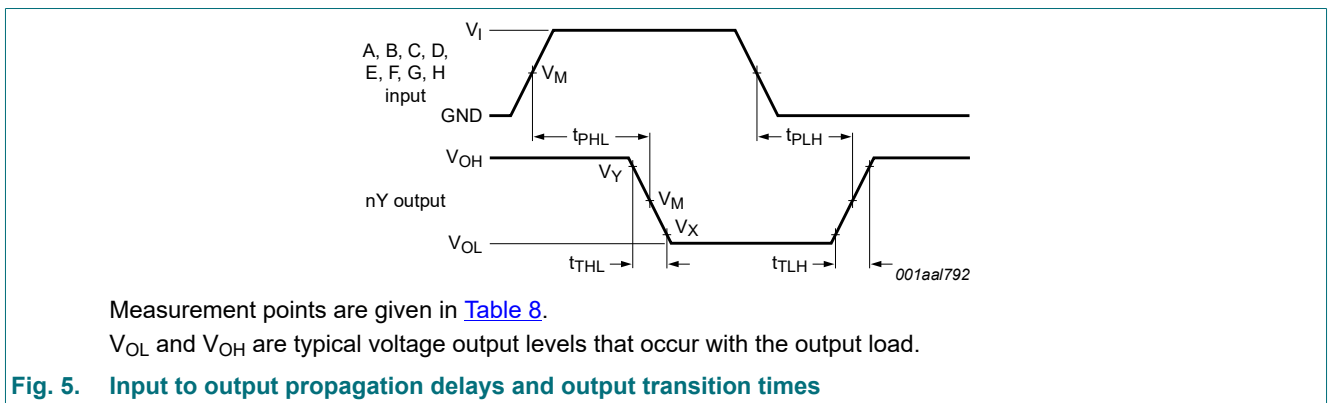 V_I
A, B, C, D,
E, F, G, H
input
V_M
GND
t_PHL
t_PLH
V_OH
V_Y
nY output
V_M
V_X
V_OL
t_THL
t_TLH
001aal792
Measurement points are given in Table 8.
V_OL and V_OH are typical voltage output levels that occur with the output load.
Fig. 5. Input to output propagation delays and output transition times